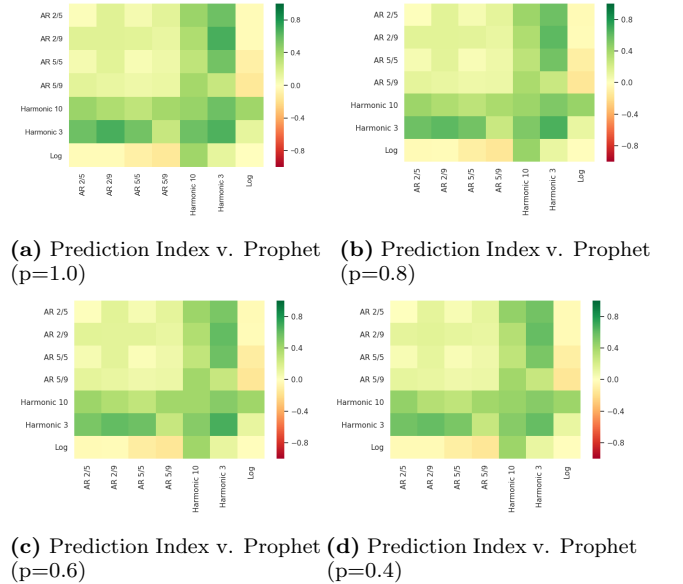 AR 2/5
AR 2/9
AR 5/5
AR 5/9
Harmonic 10
Harmonic 3
Log
AR 2/5 AR 2/9 AR 5/5 AR 5/9 Harmonic 10 Harmonic 3 Log
0.8
0.4
0.0
−0.4
−0.8
(a) Prediction Index v. Prophet
(p=1.0)
AR 2/5
AR 2/9
AR 5/5
AR 5/9
Harmonic 10
Harmonic 3
Log
AR 2/5 AR 2/9 AR 5/5 AR 5/9 Harmonic 10 Harmonic 3 Log
0.8
0.4
0.0
−0.4
−0.8
(b) Prediction Index v. Prophet
(p=0.8)
AR 2/5
AR 2/9
AR 5/5
AR 5/9
Harmonic 10
Harmonic 3
Log
AR 2/5 AR 2/9 AR 5/5 AR 5/9 Harmonic 10 Harmonic 3 Log
0.8
0.4
0.0
−0.4
−0.8
(c) Prediction Index v. Prophet
(p=0.6)
AR 2/5
AR 2/9
AR 5/5
AR 5/9
Harmonic 10
Harmonic 3
Log
AR 2/5 AR 2/9 AR 5/5 AR 5/9 Harmonic 10 Harmonic 3 Log
0.8
0.4
0.0
−0.4
−0.8
(d) Prediction Index v. Prophet
(p=0.4)